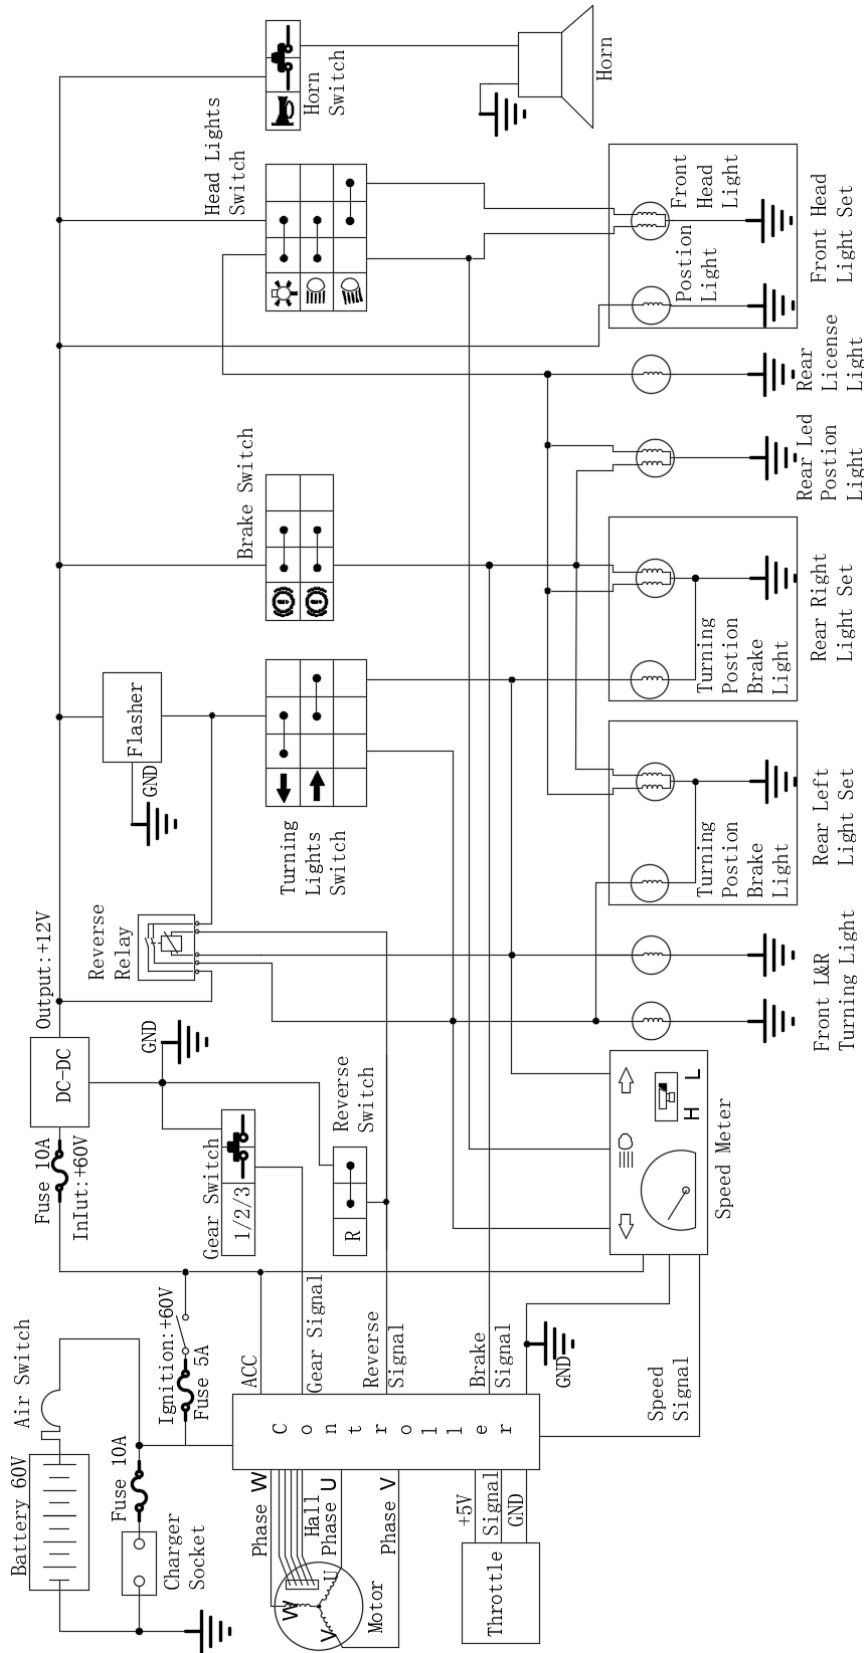 Battery 60V
Air Switch
Fuse 10A
Charger
Socket
Ignition:+60V
Fuse 5A
Fuse 10A
InIut:+60V
DC-DC
Output:+12V
GND
Reverse
Relay
Flasher
GND
Gear Switch
1/2/3
Reverse
Switch
R
Turning
Lights
Switch
Brake Switch
Head Lights
Switch
Horn
Switch
Horn
ACC
Gear Signal
Reverse
Signal
Brake
Signal
GND
Controller
Phase W
Hall
Phase U
Phase V
W
U
V
Motor
+5V
Signal
GND
Throttle
Speed
Signal
Speed Meter
H L
Front L&R
Turning Light
Turning
Postion
Brake
Light
Rear Left
Light Set
Turning
Postion
Brake
Light
Rear Right
Light Set
Rear Led
Postion
Light
Rear
License
Light
Postion
Light
Front
Head
Light
Front Head
Light Set